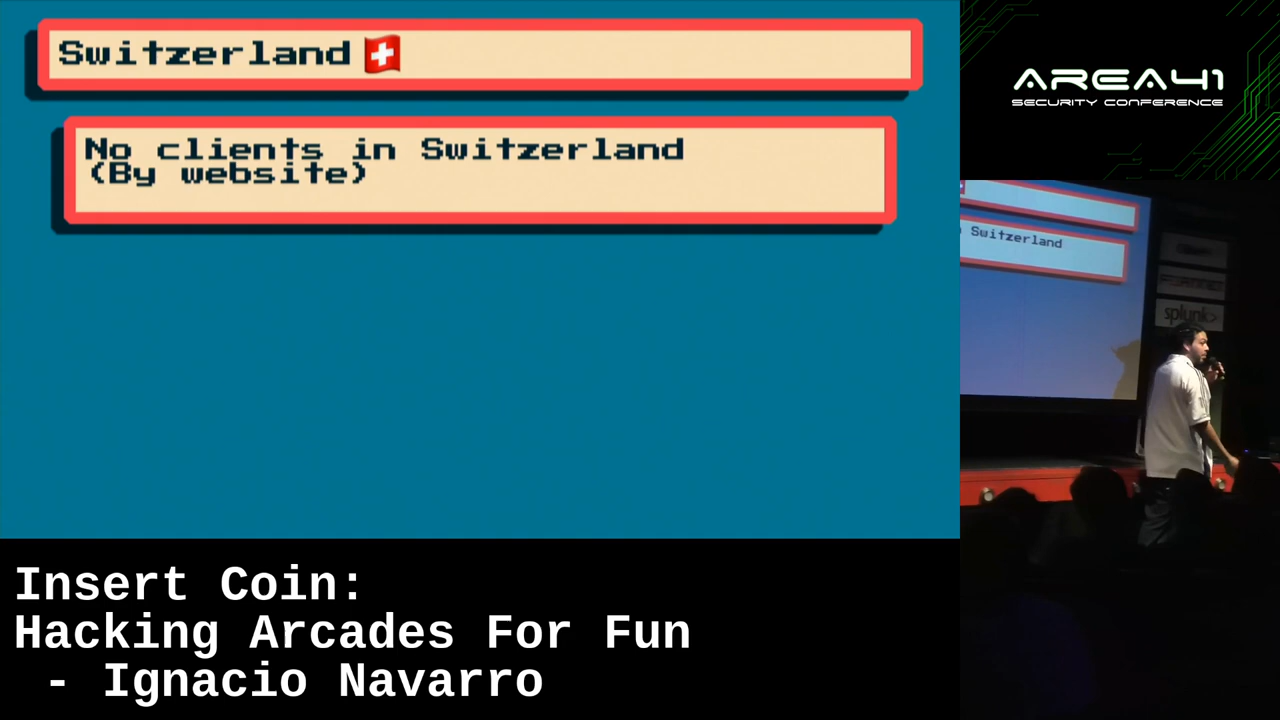 Switzerland
No clients in Switzerland
(By website)
AREA41
SECURITY CONFERENCE
Switzerland
splunk>
Insert Coin:
Hacking Arcades For Fun
- Ignacio Navarro